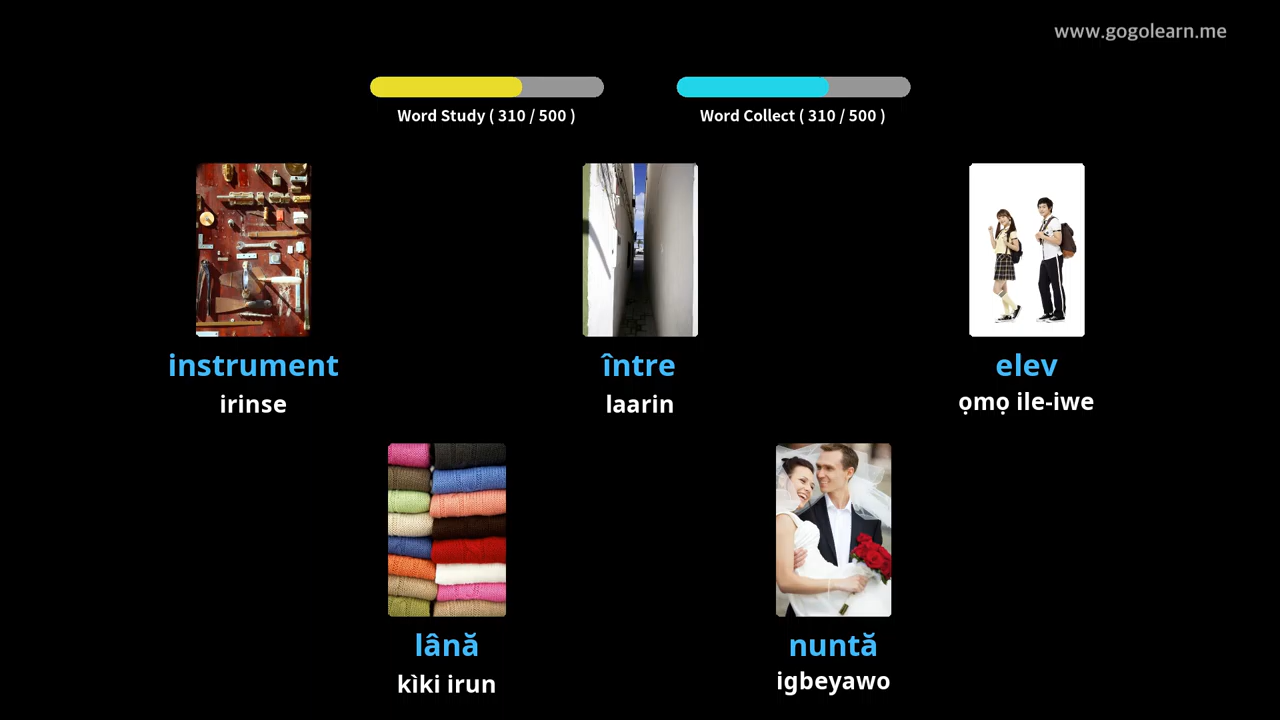 www.gogolearn.me
Word Study ( 310 / 500 )
Word Collect ( 310 / 500 )
instrument
irinse
între
laarin
elev
ọmọ ile-iwe
lână
kìki irun
nuntă
igbeyawo